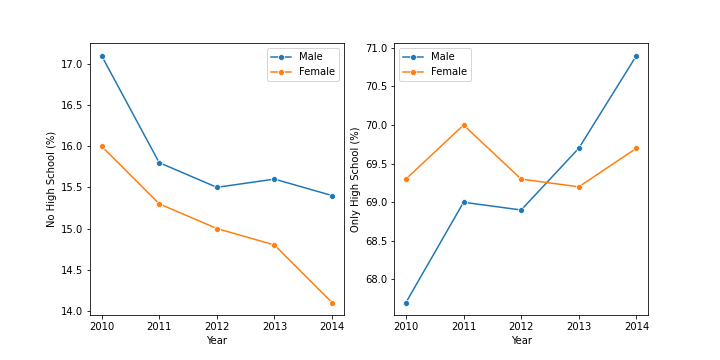 No High School (%)
17.0
16.5
16.0
15.5
15.0
14.5
14.0
2010 2011 2012 2013 2014
Year
Male
Female
Only High School (%)
71.0
70.5
70.0
69.5
69.0
68.5
68.0
2010 2011 2012 2013 2014
Year
Male
Female